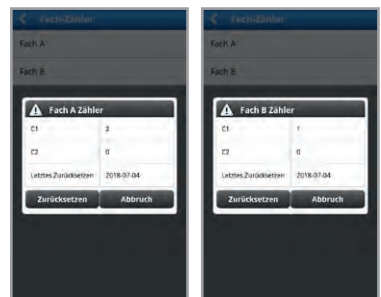 Fach-Zähler
Fach A
Fach B
Fach A Zähler
C1 2
C2 0
Letztes Zurücksetzen 2018-07-04
Zurücksetzen Abbruch
Fach-Zähler
Fach A
Fach B
Fach B Zähler
C1 1
C2 0
Letztes Zurücksetzen 2018-07-04
Zurücksetzen Abbruch